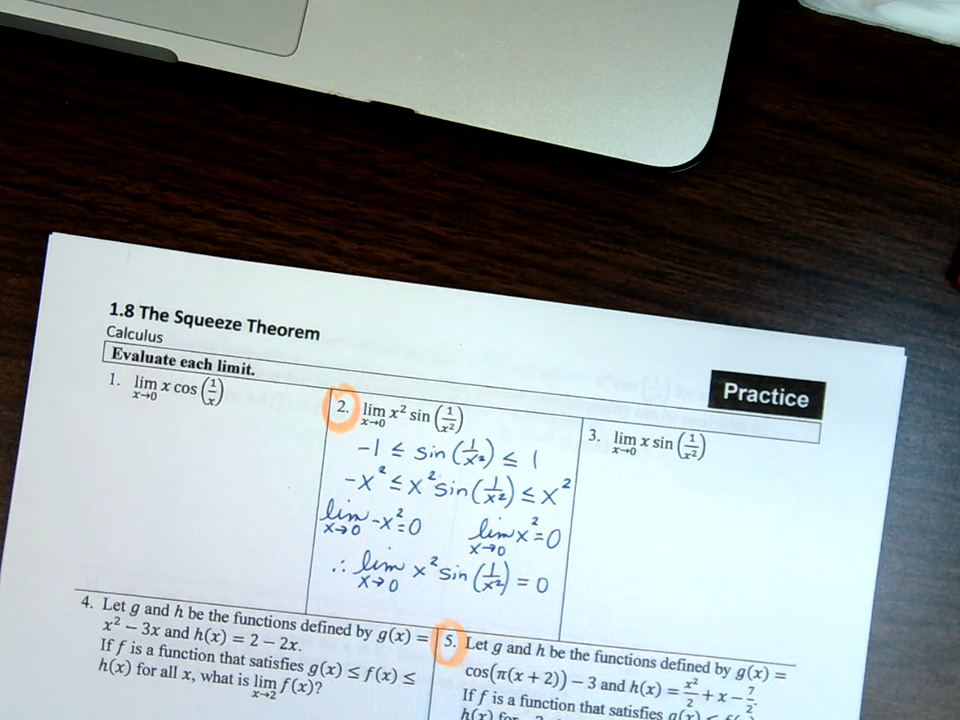 1.8 The Squeeze Theorem
Calculus
Practice
Evaluate each limit.
1. lim x→0 x cos (1/x)
2. lim x→0 x² sin (1/x²)
-1 ≤ sin (1/x²) ≤ 1
-x² ≤ x² sin (1/x²) ≤ x²
lim x→0 -x² = 0 lim x→0 x² = 0
∴ lim x→0 x² sin (1/x²) = 0
3. lim x→0 x sin (1/x²)
4. Let g and h be the functions defined by g(x) =
x² − 3x and h(x) = 2 − 2x.
If f is a function that satisfies g(x) ≤ f(x) ≤
h(x) for all x, what is lim x→2 f(x)?
5. Let g and h be the functions defined by g(x) =
cos(π(x + 2)) − 3 and h(x) = x²/2 + x − 7/2.
If f is a function that satisfies g(x) ≤
h(x) for